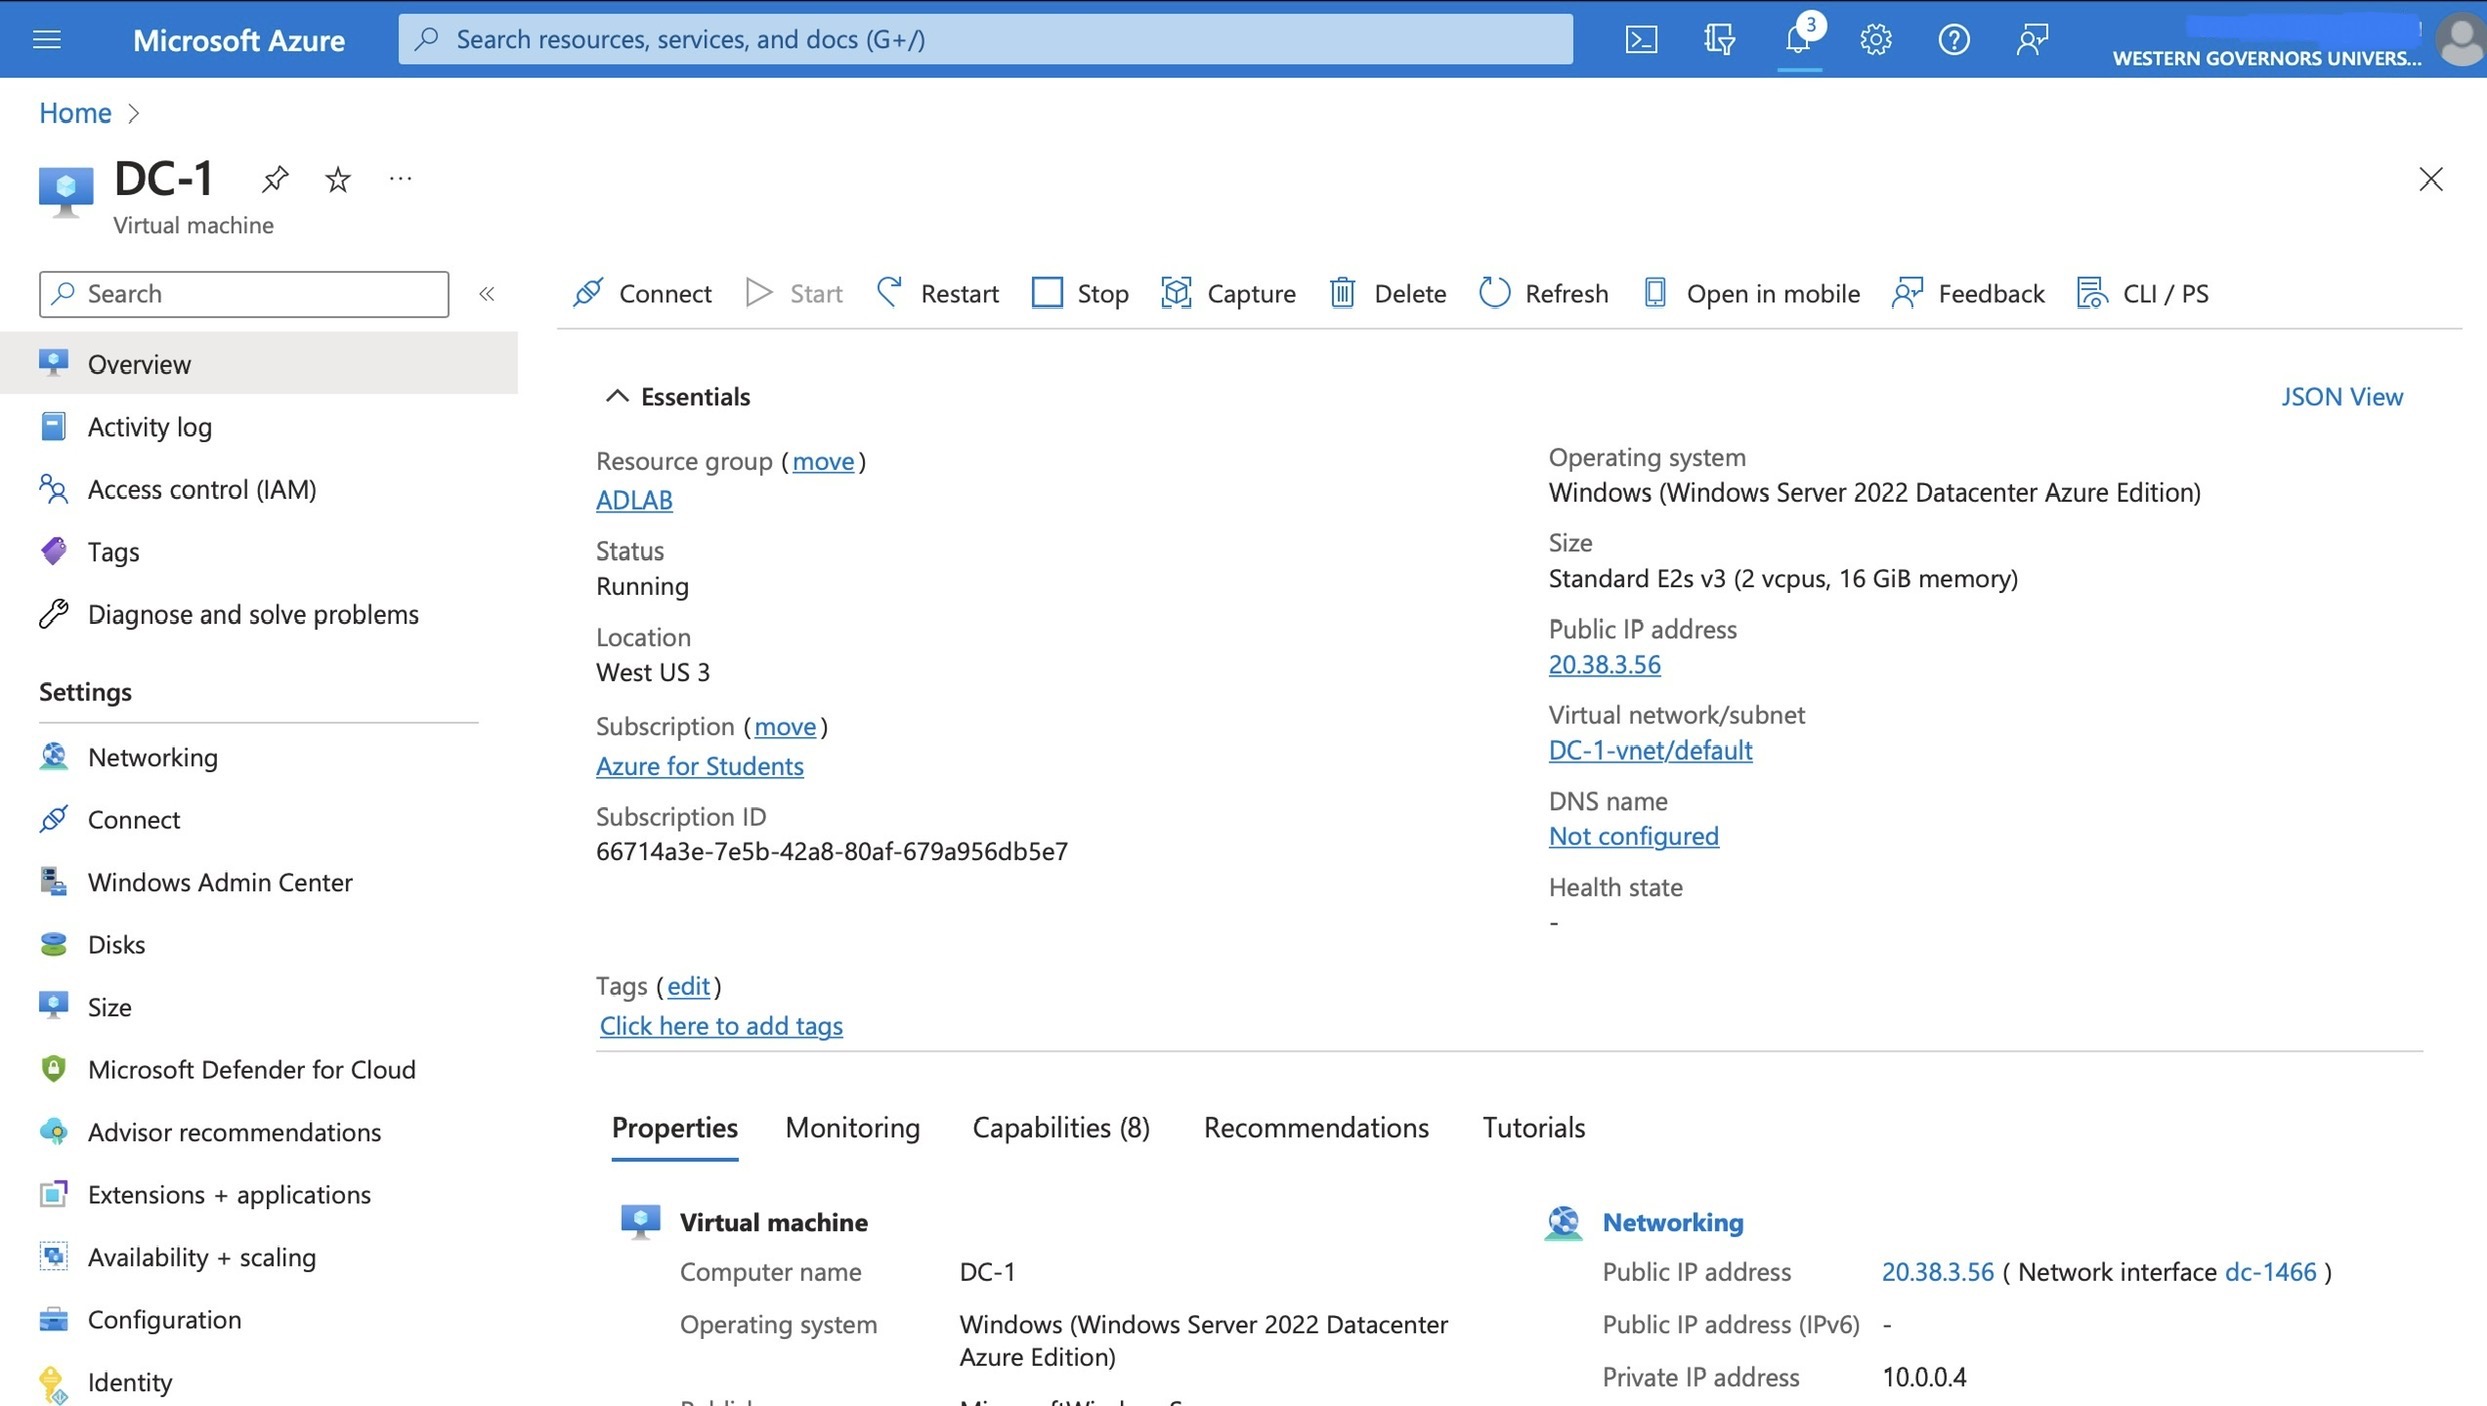 Microsoft Azure
Search resources, services, and docs (G+/)
3
WESTERN GOVERNORS UNIVERS...
Home
DC-1
Virtual machine
Search
Connect
Start
Restart
Stop
Capture
Delete
Refresh
Open in mobile
Feedback
CLI / PS
Overview
Activity log
Access control (IAM)
Tags
Diagnose and solve problems
Settings
Networking
Connect
Windows Admin Center
Disks
Size
Microsoft Defender for Cloud
Advisor recommendations
Extensions + applications
Availability + scaling
Configuration
Identity
Essentials
JSON View
Resource group (move)
ADLAB
Status
Running
Location
West US 3
Subscription (move)
Azure for Students
Subscription ID
66714a3e-7e5b-42a8-80af-679a956db5e7
Operating system
Windows (Windows Server 2022 Datacenter Azure Edition)
Size
Standard E2s v3 (2 vcpus, 16 GiB memory)
Public IP address
20.38.3.56
Virtual network/subnet
DC-1-vnet/default
DNS name
Not configured
Health state
-
Tags (edit)
Click here to add tags
Properties
Monitoring
Capabilities (8)
Recommendations
Tutorials
Virtual machine
Computer name DC-1
Operating system Windows (Windows Server 2022 Datacenter
Azure Edition)
Networking
Public IP address 20.38.3.56 ( Network interface dc-1466 )
Public IP address (IPv6) -
Private IP address 10.0.0.4